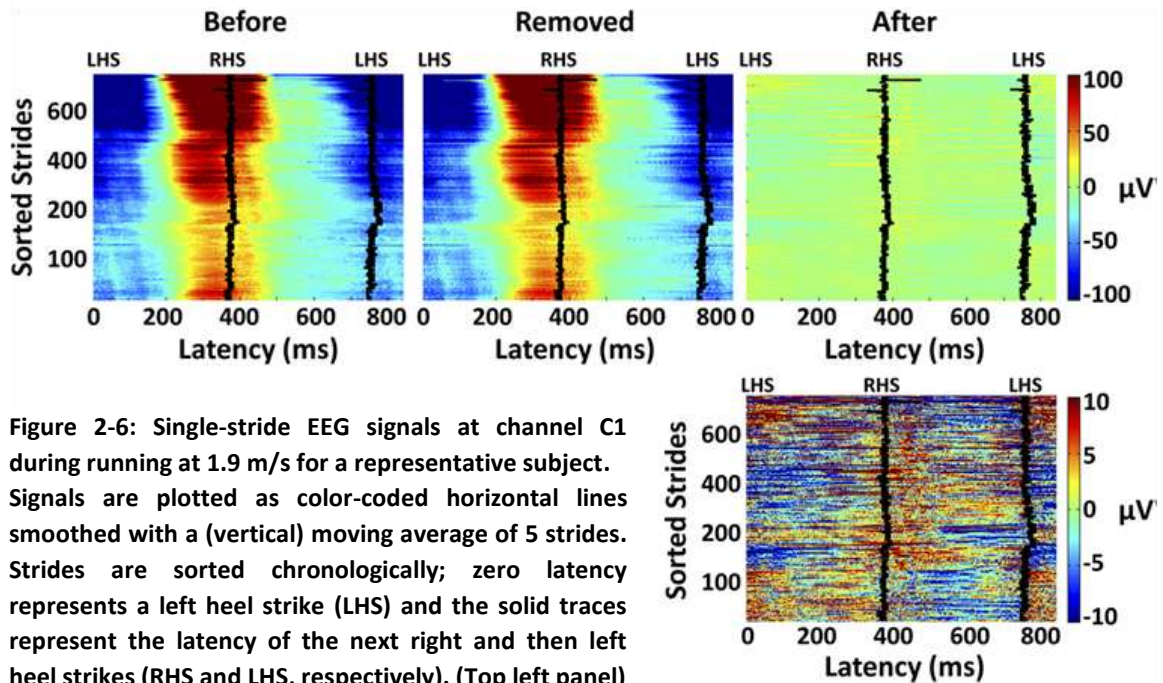 Before Removed After
LHS RHS LHS LHS RHS LHS LHS RHS LHS
Sorted Strides
600
400
200
100
0 200 400 600 800
Latency (ms)
0 200 400 600 800
Latency (ms)
0 200 400 600 800
Latency (ms)
100
50
0
-50
-100
µV
LHS RHS LHS
Sorted Strides
600
400
200
100
0 200 400 600 800
Latency (ms)
10
5
0
-5
-10
µV
Figure 2-6: Single-stride EEG signals at channel C1
during running at 1.9 m/s for a representative subject.
Signals are plotted as color-coded horizontal lines
smoothed with a (vertical) moving average of 5 strides.
Strides are sorted chronologically; zero latency
represents a left heel strike (LHS) and the solid traces
represent the latency of the next right and then left
heel strikes (RHS and LHS, respectively). (Top left panel)